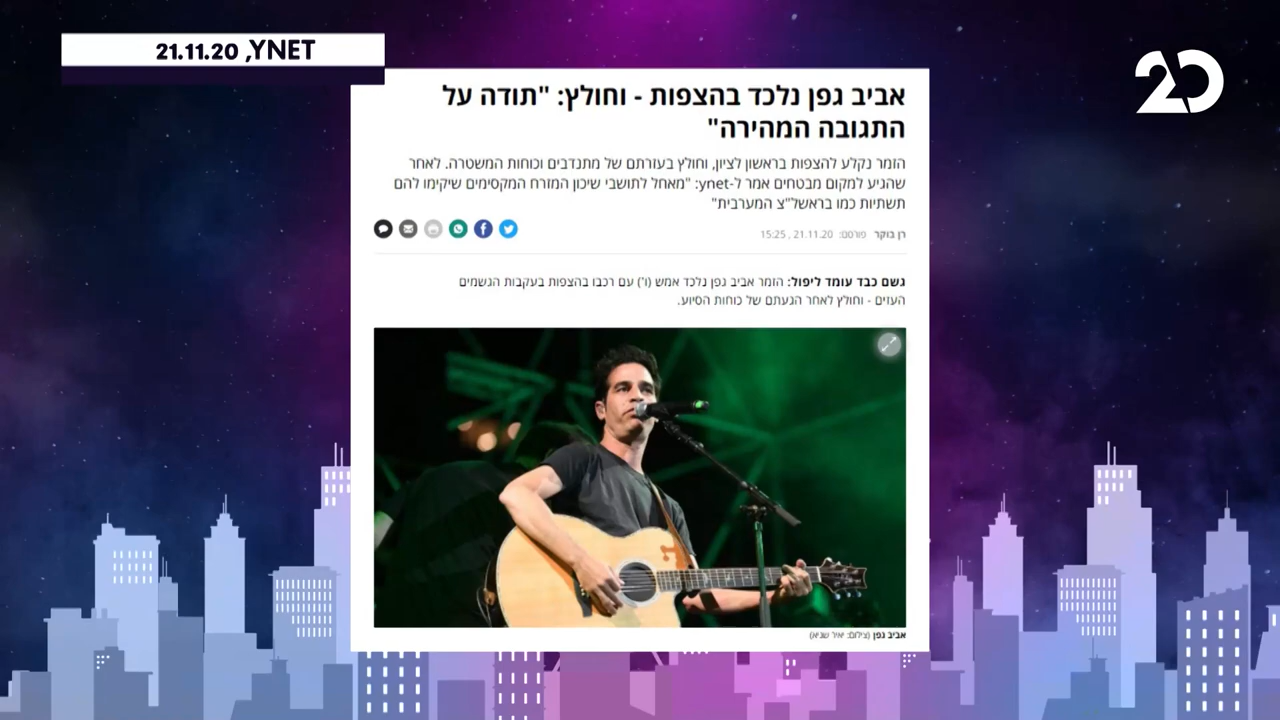 21.11.20 ,YNET
20
אביב גפן נלכד בהצפות - וחולץ: "תודה על
התגובה המהירה"
הזמר נקלע להצפות בראשון לציון, וחולץ בעזרתם של מתנדבים וכוחות המשטרה. לאחר
שהגיע למקום מבטחים אמר ל-ynet: "מאחל לתושבי שיכון המזרח המקסימים שיקימו להם
תשתיות כמו בראשל"צ המערבית"
רן בוקר פורסם: 21.11.20 , 15:25
גשם כבד עומד ליפול: הזמר אביב גפן נלכד אמש (ו') עם רכבו בהצפות בעקבות הגשמים
העזים - וחולץ לאחר הגעתם של כוחות הסיוע.
אביב גפן (צילום: יאיר שגיא)